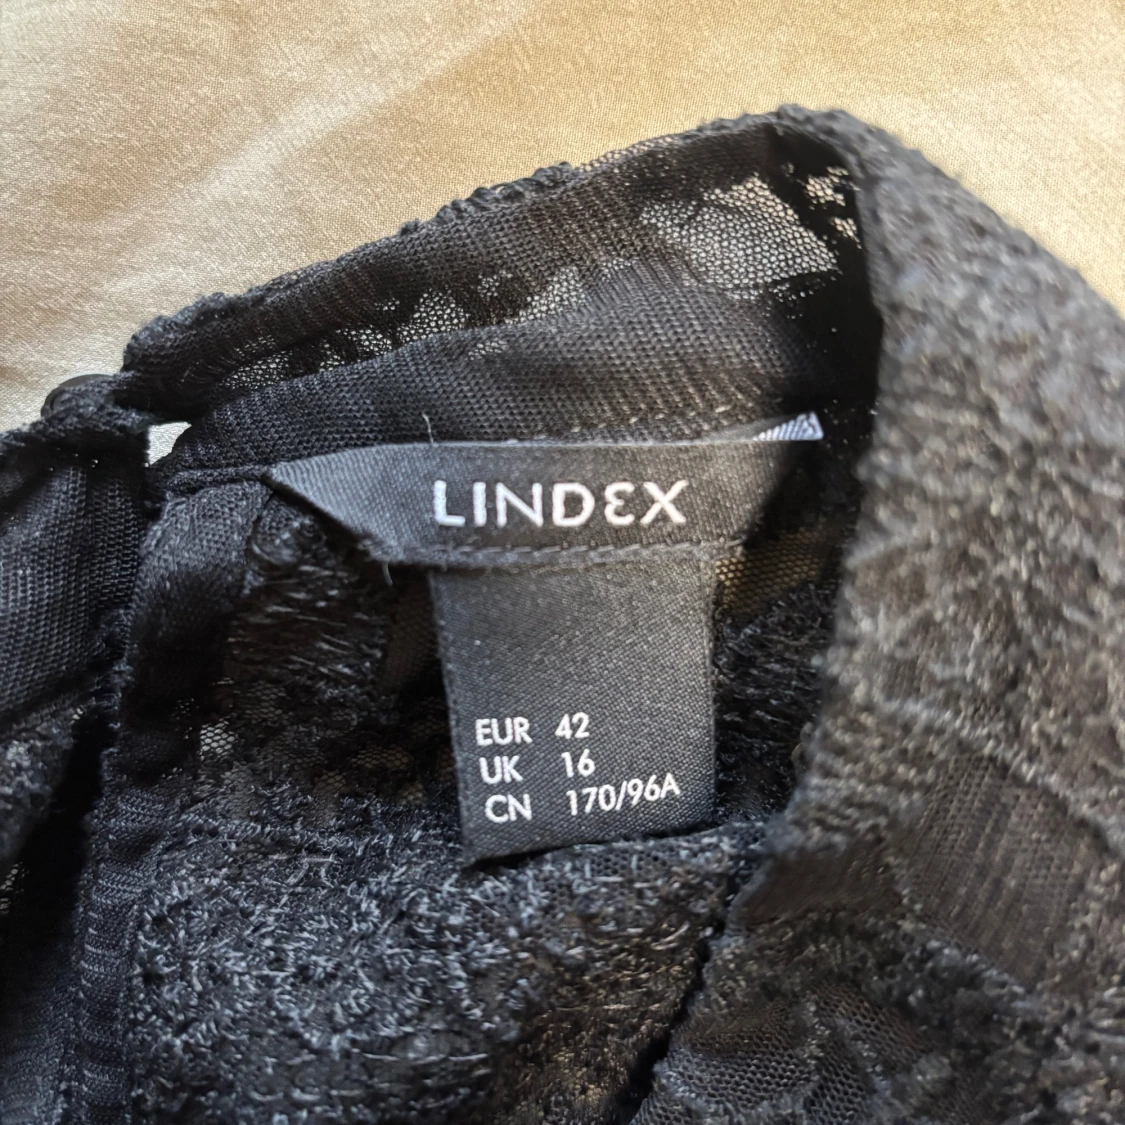 LINDEX
EUR 42
UK 16
CN 170/96A